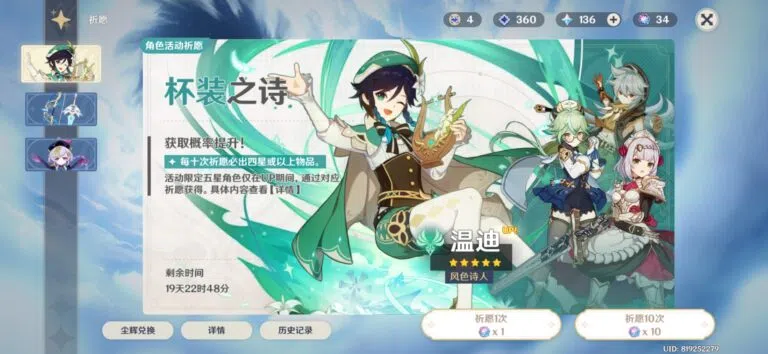 祈愿
4
360
136
34
角色活动祈愿
杯装之诗
获取概率提升!
每十次祈愿必出四星或以上物品。
活动限定五星角色仅在UP期间,通过对应
祈愿获得。具体内容查看【详情】
剩余时间
19天22时48分
温迪
UP!
风色诗人
尘辉兑换
详情
历史记录
祈愿1次
x 1
祈愿10次
x 10
UID: 819252279